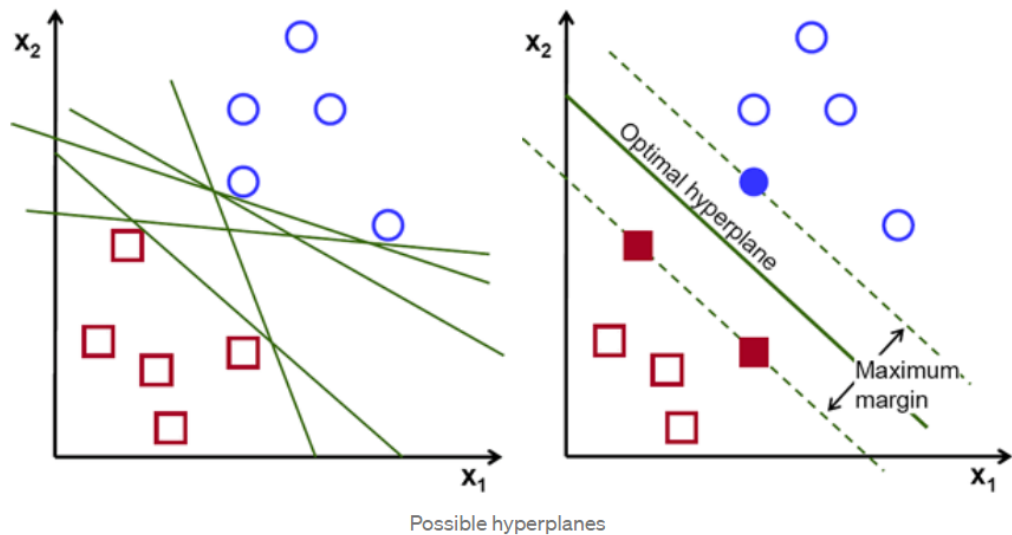 x2
x1
x2
Optimal hyperplane
Maximum
margin
x1
Possible hyperplanes